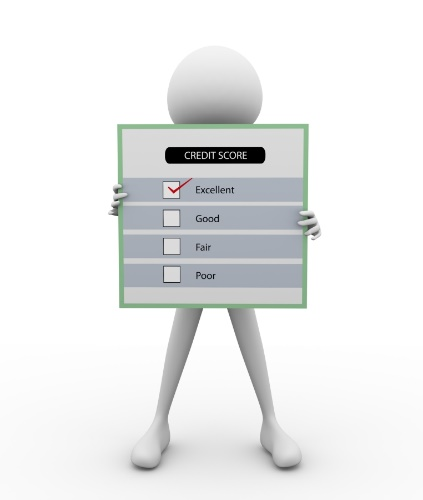 CREDIT SCORE
Excellent
Good
Fair
Poor